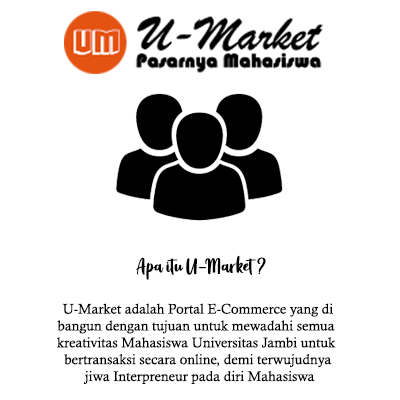 UM
U-Market
Pasarnya Mahasiswa
Apa itu U-Market ?
U-Market adalah Portal E-Commerce yang di
bangun dengan tujuan untuk mewadahi semua
kreativitas Mahasiswa Universitas Jambi untuk
bertransaksi secara online, demi terwujudnya
jiwa Interpreneur pada diri Mahasiswa